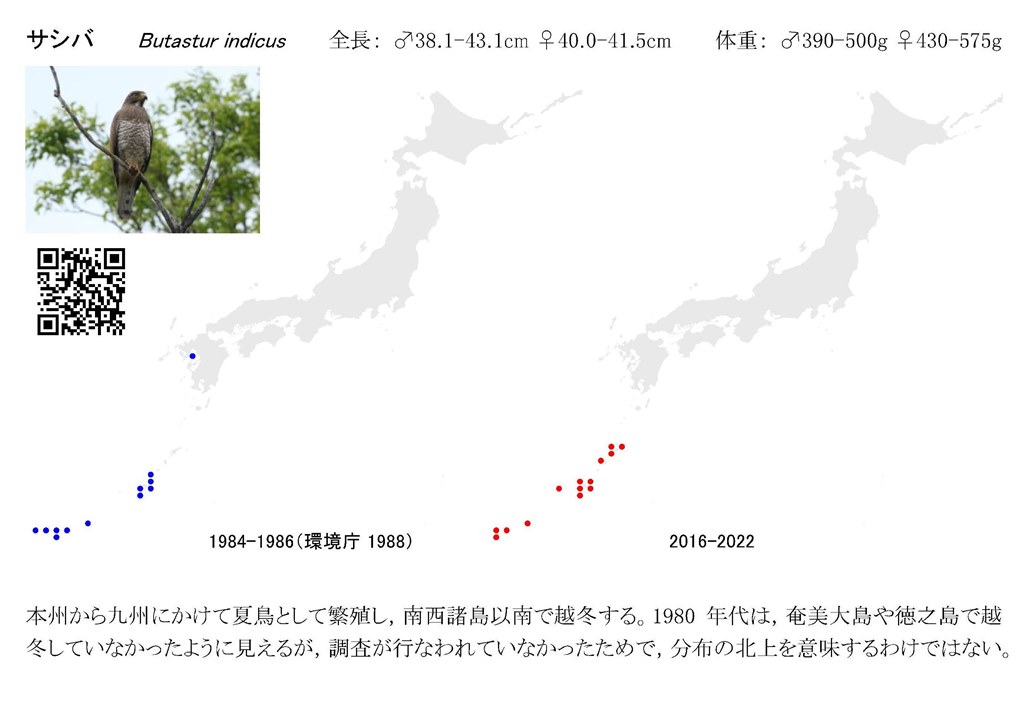 サシバ Butastur indicus 全長： ♂38.1-43.1cm ♀40.0-41.5cm 体重： ♂390-500g ♀430-575g
1984-1986（環境庁 1988）
2016-2022
本州から九州にかけて夏鳥として繁殖し，南西諸島以南で越冬する。1980 年代は，奄美大島や徳之島で越
冬していなかったように見えるが，調査が行なわれていなかったためで，分布の北上を意味するわけではない。